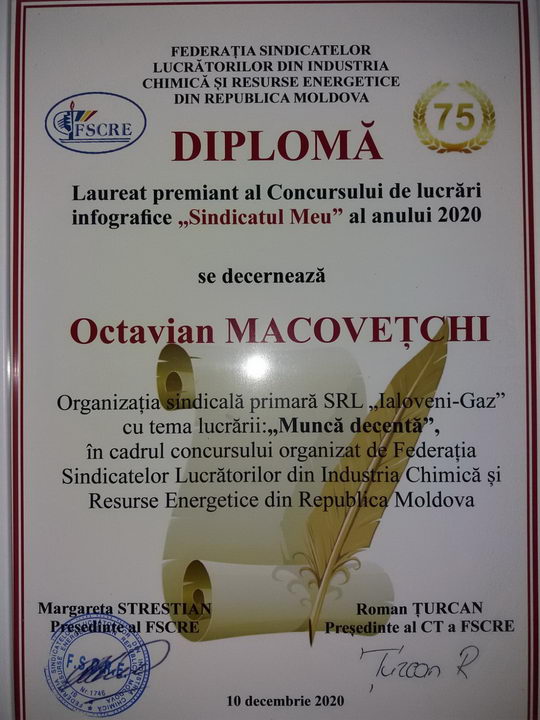 FEDERAȚIA SINDICATELOR
LUCRĂTORILOR DIN INDUSTRIA
CHIMICĂ ȘI RESURSE ENERGETICE
DIN REPUBLICA MOLDOVA
FSCRE
75
DIPLOMĂ
Laureat premiant al Concursului de lucrări
infografice „Sindicatul Meu” al anului 2020
se decernează
Octavian MACOVEȚCHI
Organizația sindicală primară SRL „Ialoveni-Gaz”
cu tema lucrării:„Muncă decentă”,
în cadrul concursului organizat de Federația
Sindicatelor Lucrătorilor din Industria Chimică și
Resurse Energetice din Republica Moldova
Margareta STRESTIAN
Președinte al FSCRE
Roman ȚURCAN
Președinte al CT a FSCRE
Țurcan R
10 decembrie 2020